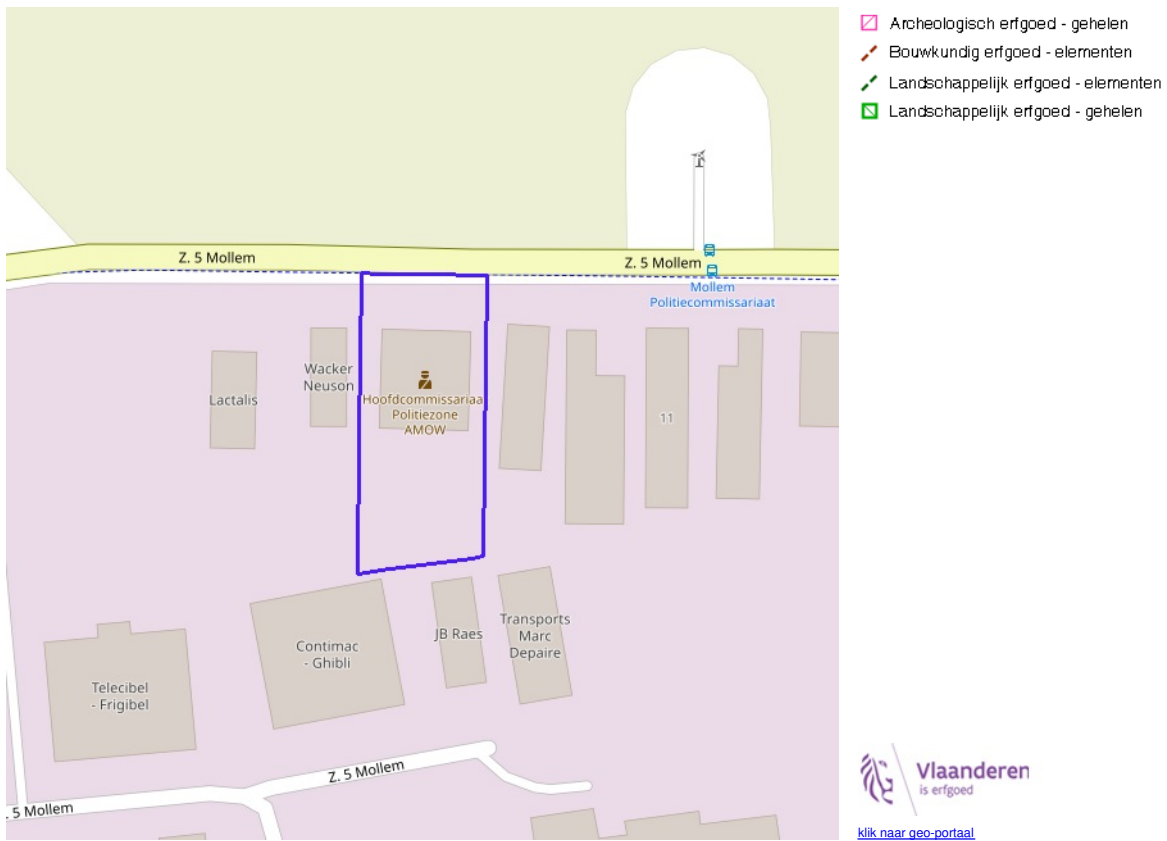 Archeologisch erfgoed - gehelen
Bouwkundig erfgoed - elementen
Landschappelijk erfgoed - elementen
Landschappelijk erfgoed - gehelen
Z. 5 Mollem
Z. 5 Mollem
Mollem
Politiecommissariaat
Wacker
Neuson
Lactalis
Hoofdcommissariaa
Politiezone
AMOW
11
Transports
Marc
Depaire
JB Raes
Contimac
- Ghibli
Telecibel
- Frigibel
Z. 5 Mollem
. 5 Mollem
Vlaanderen
is erfgoed
klik naar geo-portaal